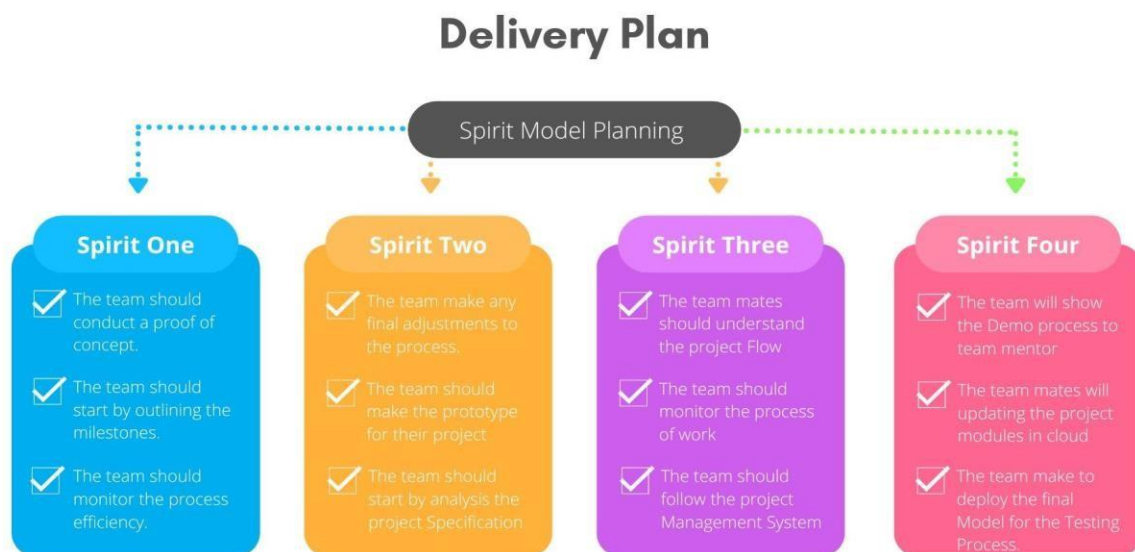 Delivery Plan
Spirit Model Planning
Spirit One
The team should
conduct a proof of
concept.
The team should
start by outlining the
milestones.
The team should
monitor the process
efficiency.
Spirit Two
The team make any
final adjustments to
the process.
The team should
make the prototype
for their project
The team should
start by analysis the
project Specification
Spirit Three
The team mates
should understand
the project Flow
The team should
monitor the process
of work
The team should
follow the project
Management System
Spirit Four
The team will show
the Demo process to
team mentor
The team mates will
updating the project
modules in cloud
The team make to
deploy the final
Model for the Testing
Process.